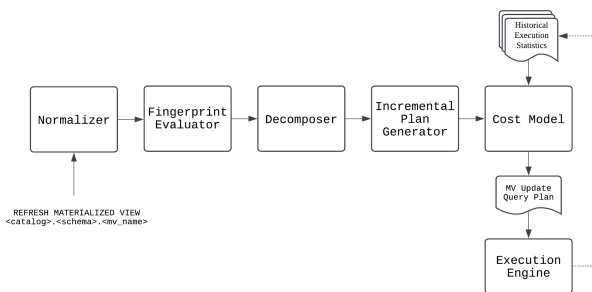 Historical
Execution
Statistics
Normalizer
Fingerprint
Evaluator
Decomposer
Incremental
Plan
Generator
Cost Model
MV Update
Query Plan
REFRESH MATERIALIZED VIEW
<catalog>.<schema>.<mv_name>
Execution
Engine